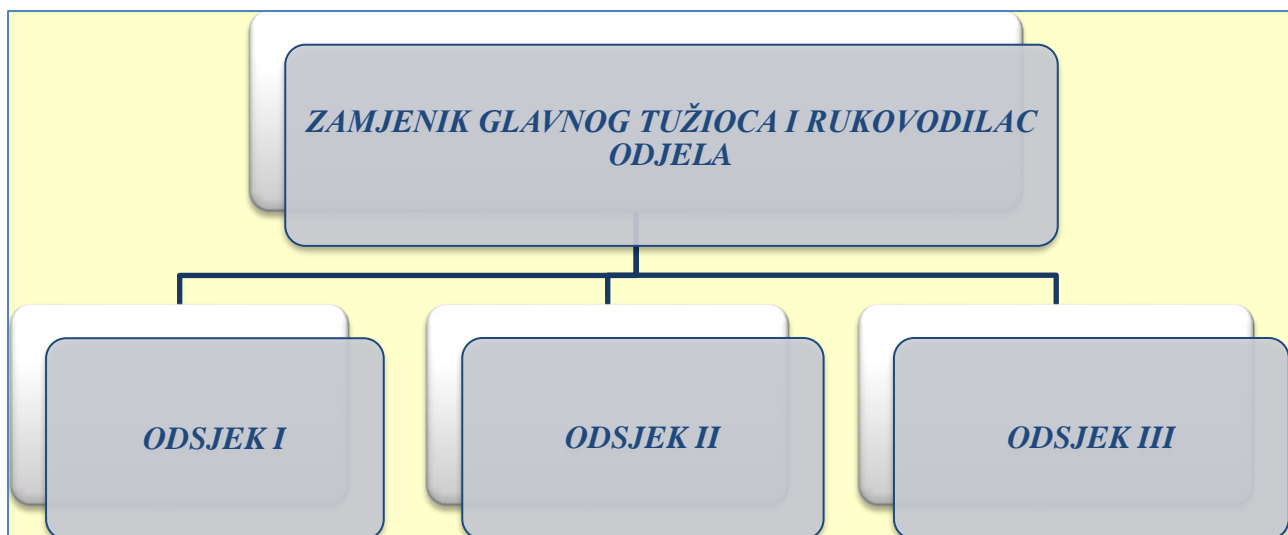 ZAMJENIK GLAVNOG TUŽIOCA I RUKOVODILAC
ODJELA
ODSJEK I
ODSJEK II
ODSJEK III